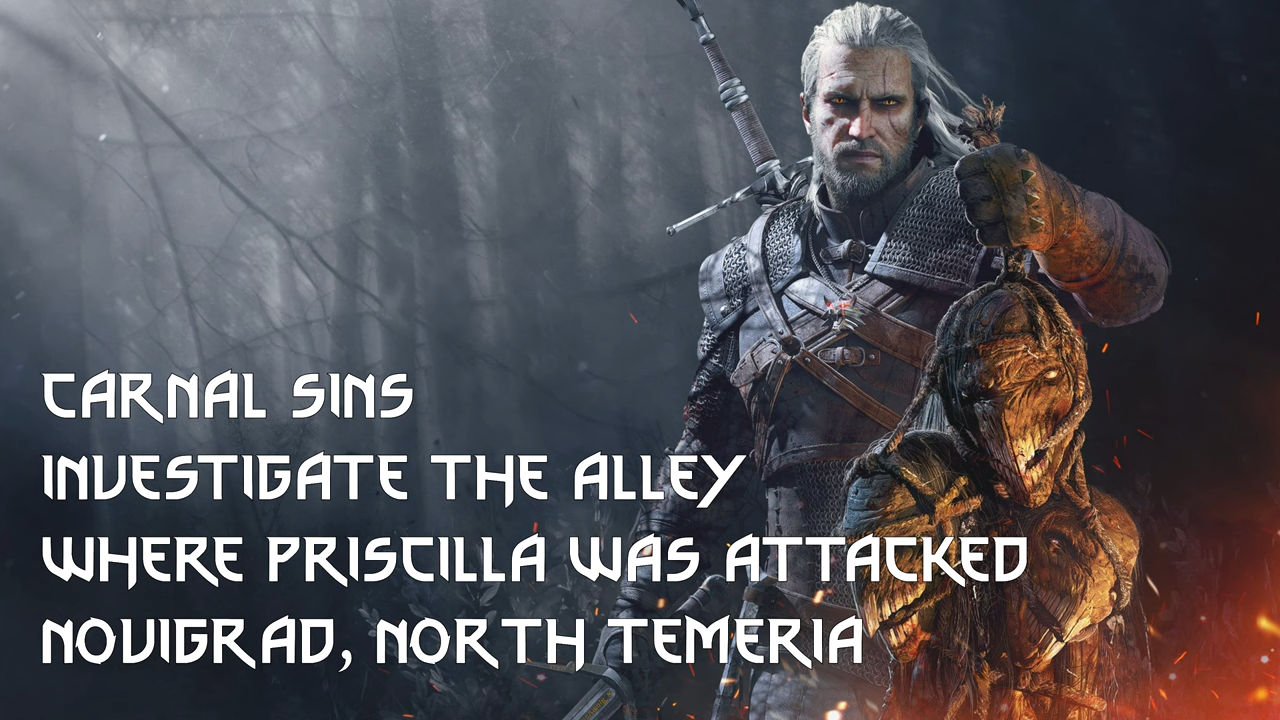 CARNAL SINS
INVESTIGATE THE ALLEY
WHERE PRISCILLA WAS ATTACKED
NOVIGRAD, NORTH TEMERIA